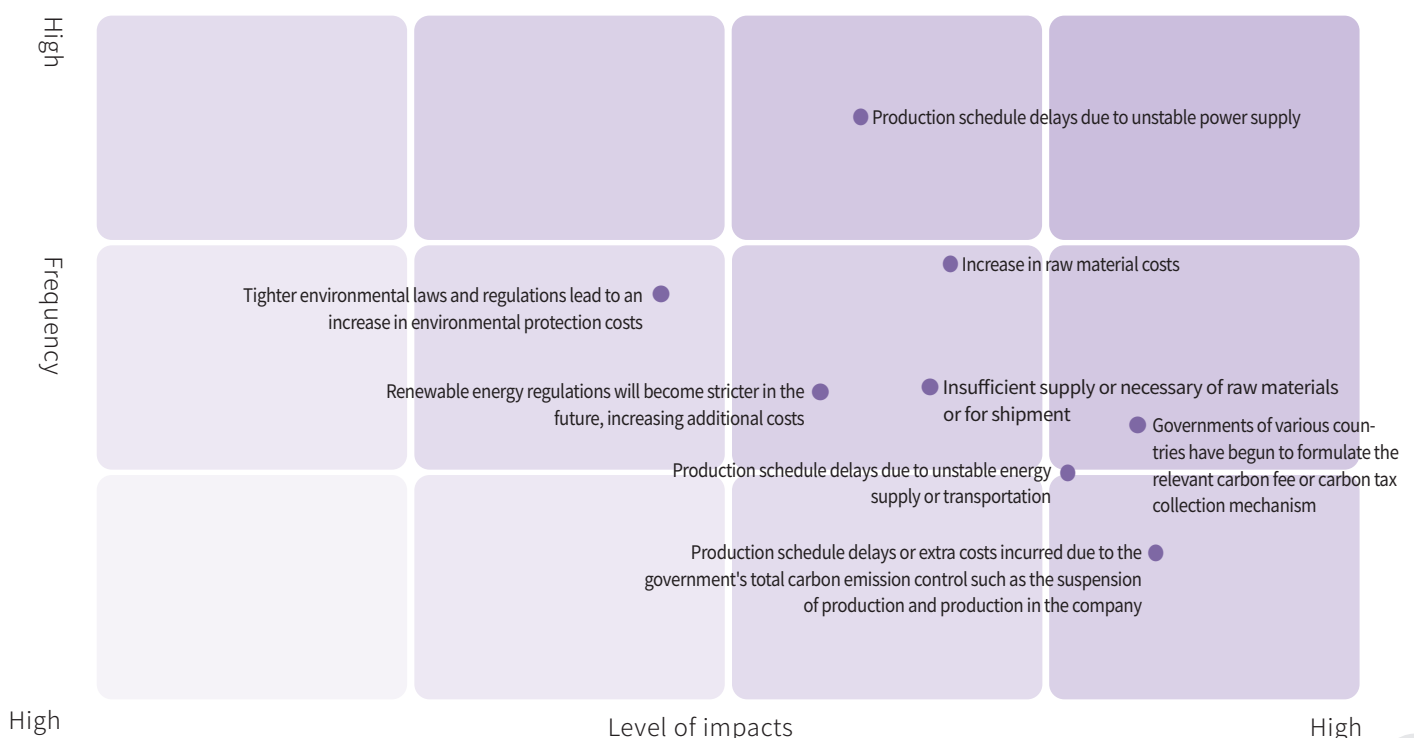 High
Production schedule delays due to unstable power supply
Frequency
Increase in raw material costs
Tighter environmental laws and regulations lead to an
increase in environmental protection costs
Renewable energy regulations will become stricter in the
future, increasing additional costs
Insufficient supply or necessary of raw materials
or for shipment
Governments of various coun-
tries have begun to formulate the
relevant carbon fee or carbon tax
collection mechanism
Production schedule delays due to unstable energy
supply or transportation
Production schedule delays or extra costs incurred due to the
government's total carbon emission control such as the suspension
of production and production in the company
High
Level of impacts
High